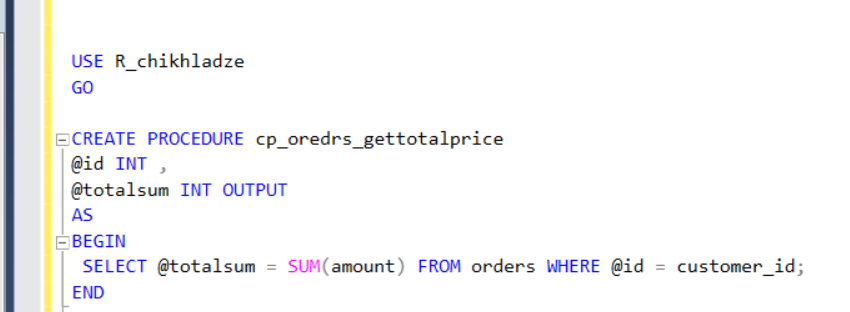 USE R_chikhladze
GO
CREATE PROCEDURE cp_oredrs_gettotalprice
@id INT ,
@totalsum INT OUTPUT
AS
BEGIN
SELECT @totalsum = SUM(amount) FROM orders WHERE @id = customer_id;
END